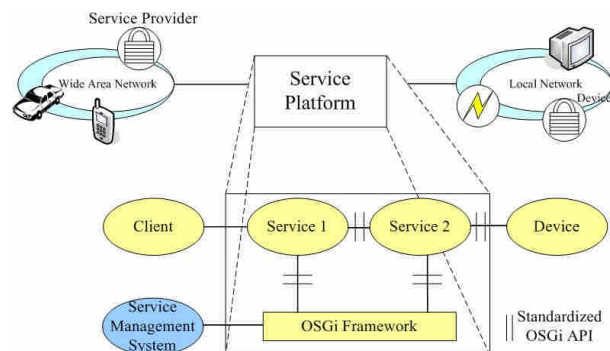 Service Provider
Wide Area Network
Service
Platform
Local Network
Device
Client
Service 1
Service 2
Device
Service
Management
System
OSGi Framework
Standardized
OSGi API